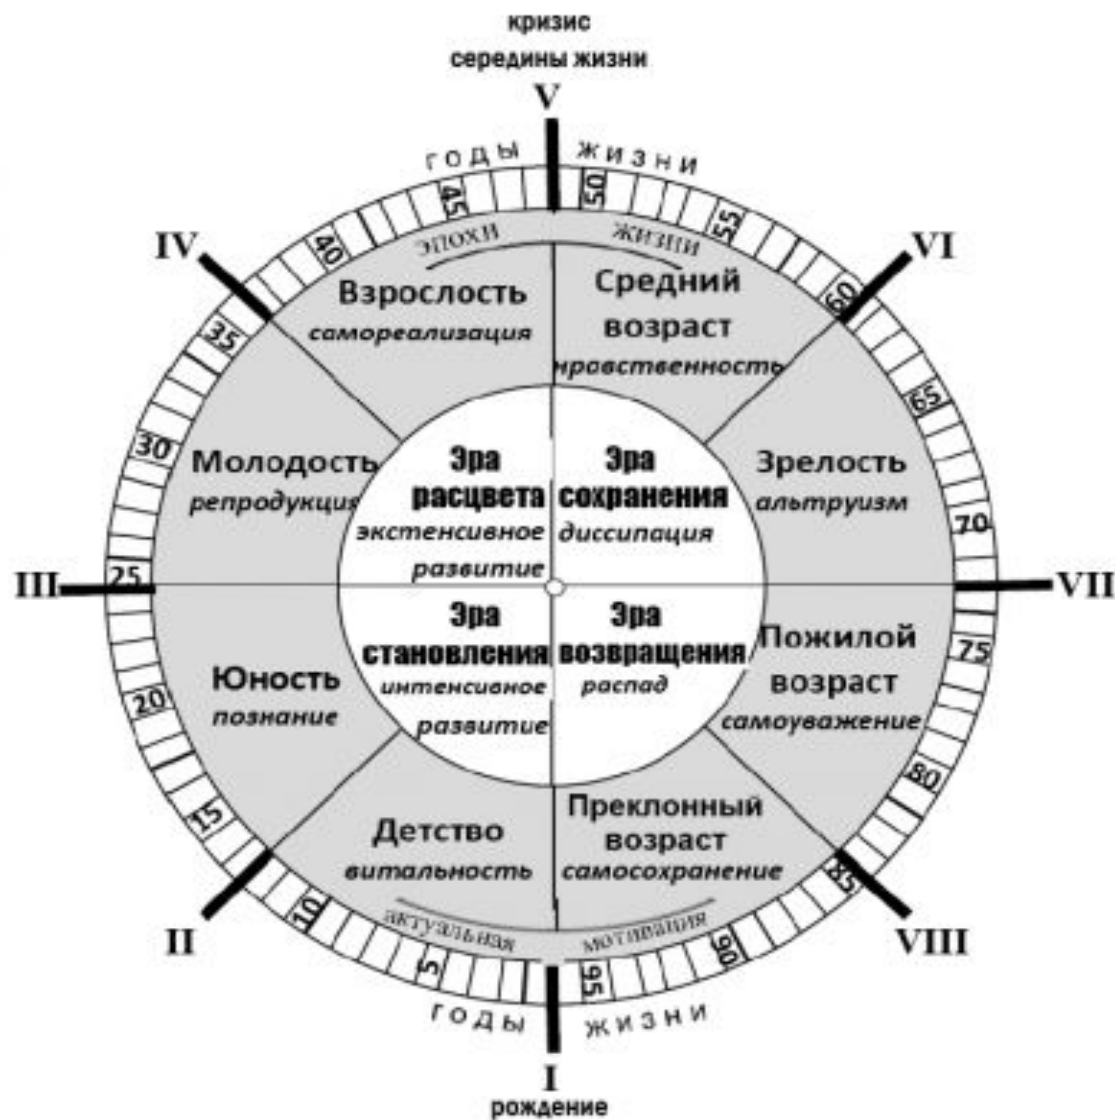 кризис
середины жизни
V
годы жизни
эпохи жизни
IV
VI
45
50
40
55
35
60
30
65
25
70
20
75
15
80
10
85
5
90
95
Взрослость
самореализация
Средний
возраст
нравственность
Молодость
репродукция
Эра
расцвета
экстенсивное
развитие
Эра
сохранения
диссипация
Зрелость
альтруизм
III
VII
Юность
познание
Эра
становления
интенсивное
развитие
Эра
возвращения
распад
Пожилой
возраст
самоуважение
Детство
витальность
Преклонный
возраст
самосохранение
актуальная мотивация
II
VIII
годы жизни
I
рождение